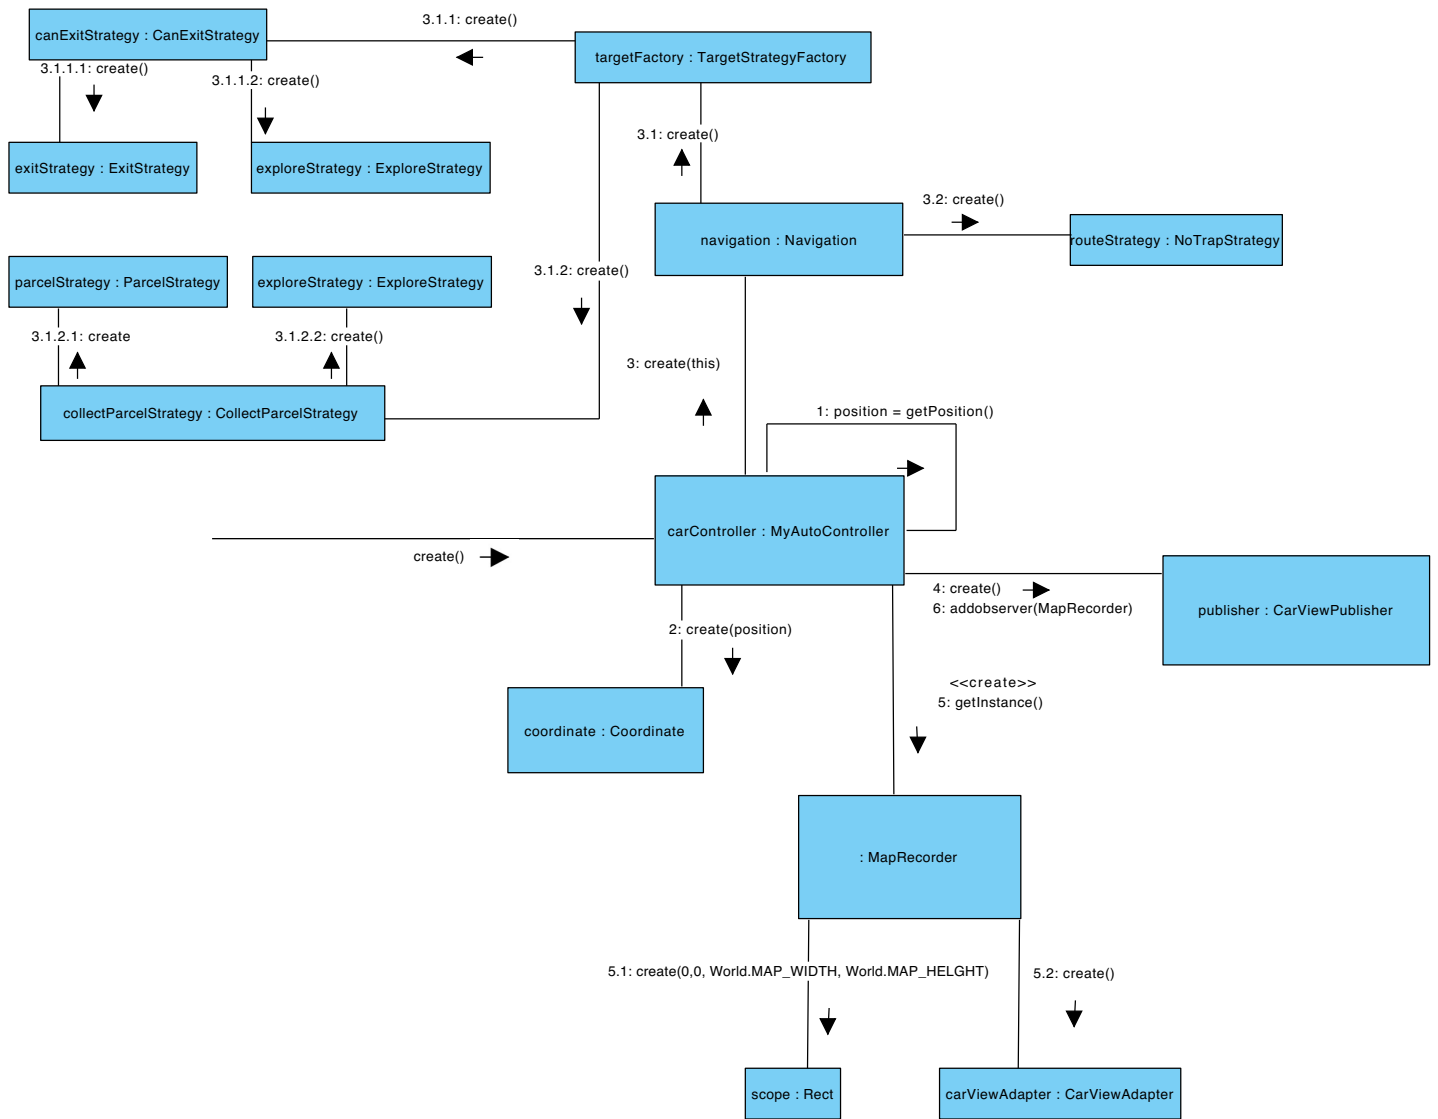 3.1.1: create()
canExitStrategy : CanExitStrategy
targetFactory : TargetStrategyFactory
3.1.1.1: create()
3.1.1.2: create()
3.1: create()
exitStrategy : ExitStrategy
exploreStrategy : ExploreStrategy
3.2: create()
navigation : Navigation
routeStrategy : NoTrapStrategy
3.1.2: create()
parcelStrategy : ParcelStrategy
exploreStrategy : ExploreStrategy
3.1.2.1: create
3.1.2.2: create()
3: create(this)
collectParcelStrategy : CollectParcelStrategy
1: position = getPosition()
carController : MyAutoController
create()
4: create()
6: addobserver(MapRecorder)
publisher : CarViewPublisher
2: create(position)
<<create>>
5: getInstance()
coordinate : Coordinate
: MapRecorder
5.1: create(0,0, World.MAP_WIDTH, World.MAP_HELGHT)
5.2: create()
scope : Rect
carViewAdapter : CarViewAdapter